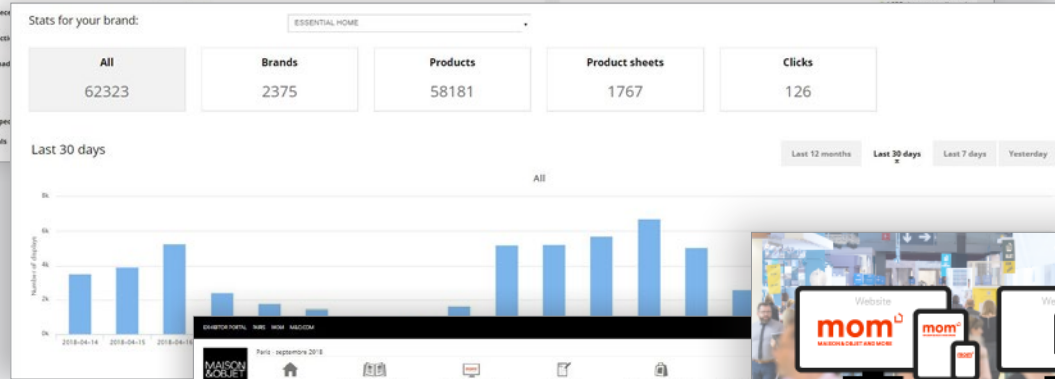 Stats for your brand:
ESSENTIAL HOME
All
62323
Brands
2375
Products
58181
Product sheets
1767
Clicks
126
Last 30 days
Last 12 months
Last 30 days
Last 7 days
Yesterday
All
8k
6k
4k
2k
0k
Number of displays
2018-04-14
2018-04-15
2018-04-16
EXHIBITOR PORTAL
PARIS
MOM
M&O.COM
MAISON
&OBJET
Paris - septembre 2018
Website
mom
MAISON&OBJET AND MORE
mom
mom
We